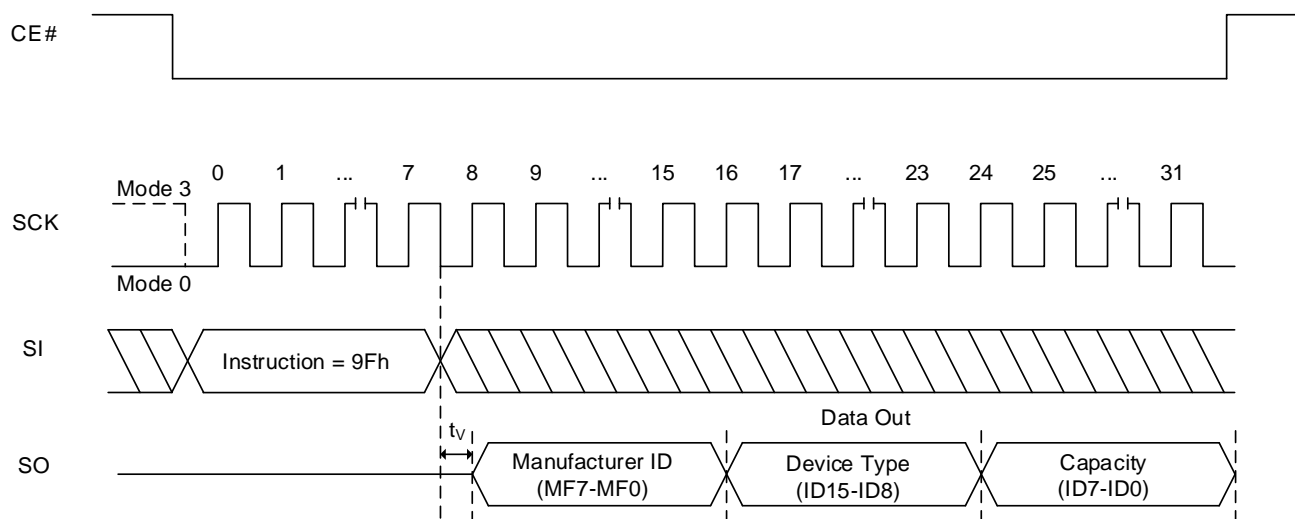 CE#
0 1 ... 7 8 9 ... 15 16 17 ... 23 24 25 ... 31
Mode 3
SCK
Mode 0
SI
Instruction = 9Fh
Data Out
tV
SO
Manufacturer ID
(MF7-MF0)
Device Type
(ID15-ID8)
Capacity
(ID7-ID0)